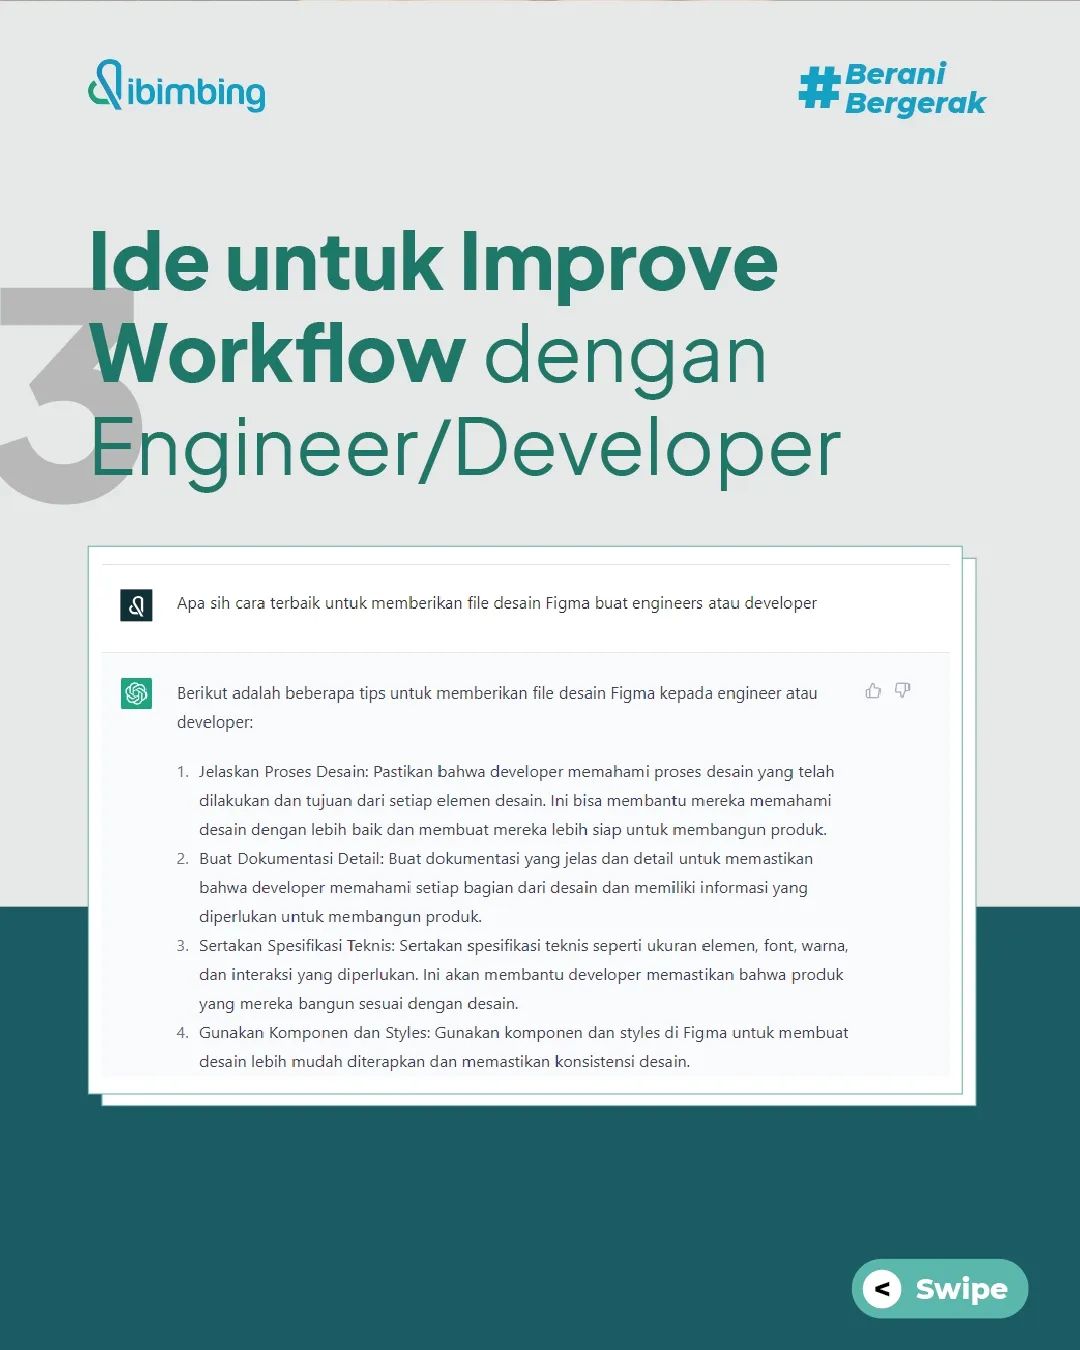 dibimbing
#Berani
Bergerak
3
Ide untuk Improve
Workflow dengan
Engineer/Developer
Apa sih cara terbaik untuk memberikan file desain Figma buat engineers atau developer
Berikut adalah beberapa tips untuk memberikan file desain Figma kepada engineer atau
developer:
1. Jelaskan Proses Desain: Pastikan bahwa developer memahami proses desain yang telah
dilakukan dan tujuan dari setiap elemen desain. Ini bisa membantu mereka memahami
desain dengan lebih baik dan membuat mereka lebih siap untuk membangun produk.
2. Buat Dokumentasi Detail: Buat dokumentasi yang jelas dan detail untuk memastikan
bahwa developer memahami setiap bagian dari desain dan memiliki informasi yang
diperlukan untuk membangun produk.
3. Sertakan Spesifikasi Teknis: Sertakan spesifikasi teknis seperti ukuran elemen, font, warna,
dan interaksi yang diperlukan. Ini akan membantu developer memastikan bahwa produk
yang mereka bangun sesuai dengan desain.
4. Gunakan Komponen dan Styles: Gunakan komponen dan styles di Figma untuk membuat
desain lebih mudah diterapkan dan memastikan konsistensi desain.
< Swipe